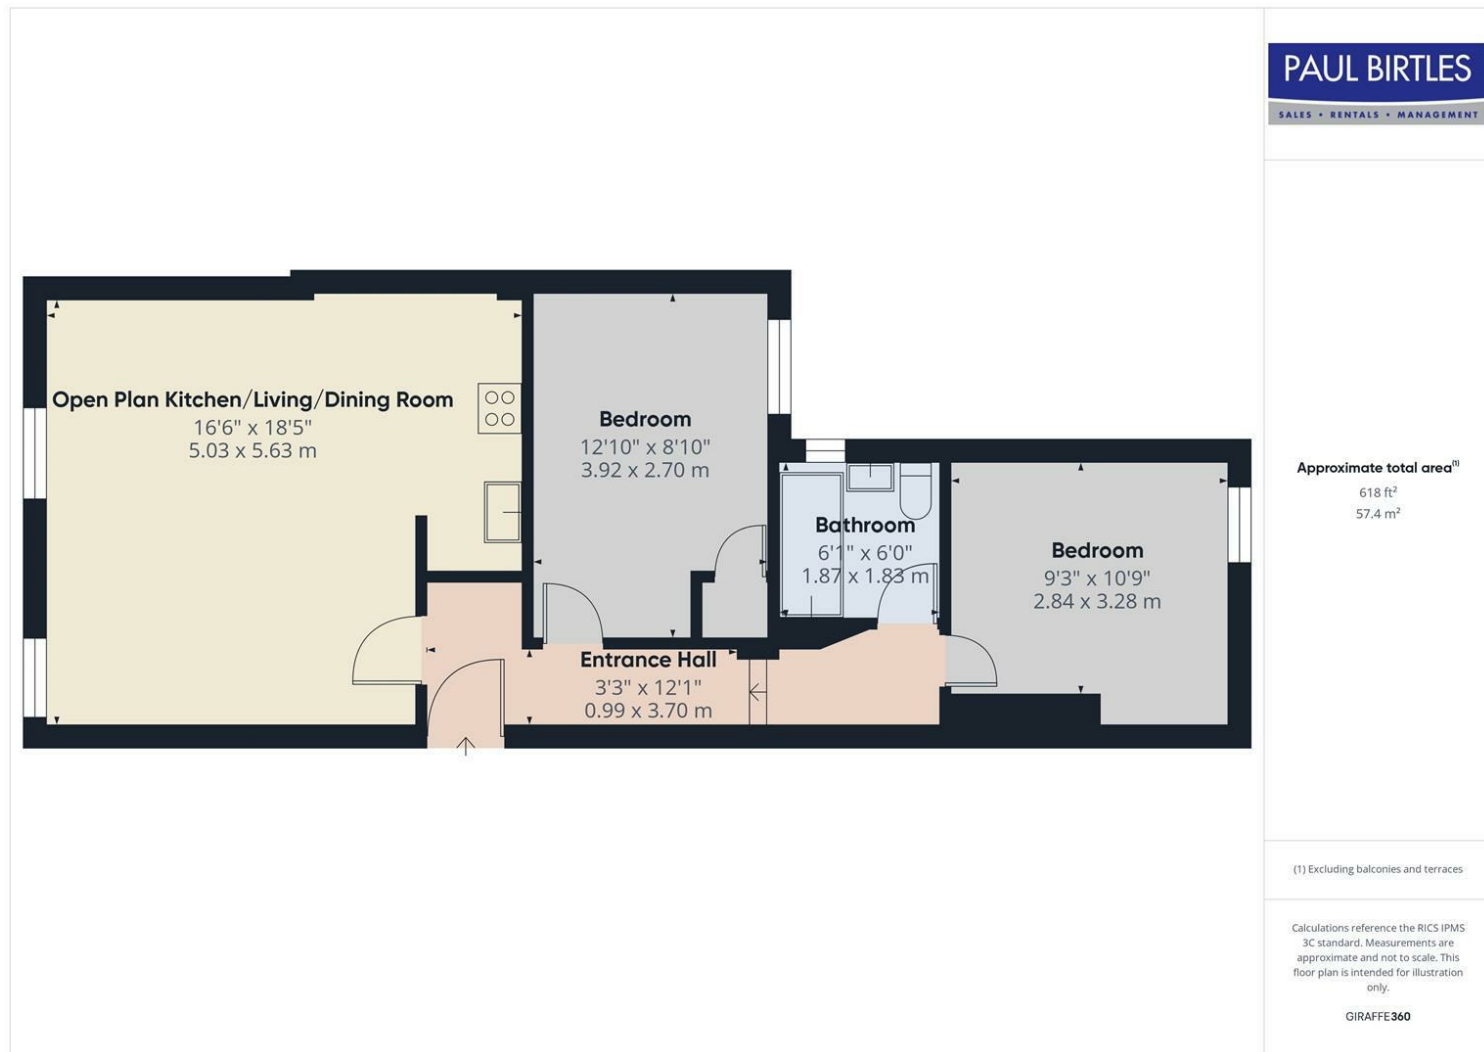 PAUL BIRTLES
SALES • RENTALS • MANAGEMENT
Open Plan Kitchen/Living/Dining Room
16'6" x 18'5"
5.03 x 5.63 m
Bedroom
12'10" x 8'10"
3.92 x 2.70 m
Bathroom
6'1" x 6'0"
1.87 x 1.83 m
Bedroom
9'3" x 10'9"
2.84 x 3.28 m
Entrance Hall
3'3" x 12'1"
0.99 x 3.70 m
Approximate total area(1)
618 ft²
57.4 m²
(1) Excluding balconies and terraces
Calculations reference the RICS IPMS
3C standard. Measurements are
approximate and not to scale. This
floor plan is intended for illustration
only.
GIRAFFE360